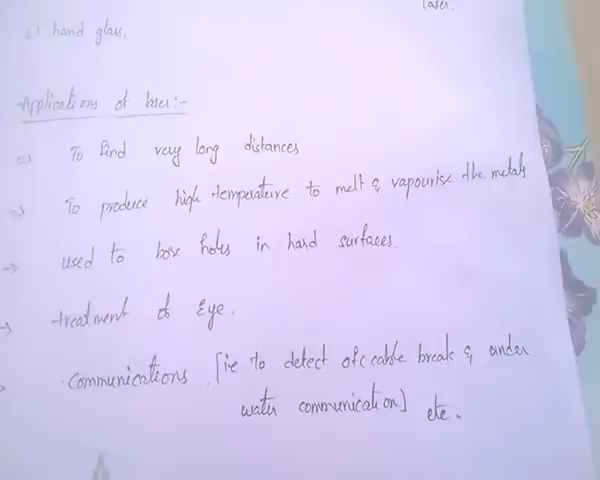 laser.
hand glass.
Applications of laser:-
⇒ To find very long distances
→ To produce high temperature to melt & vapourise the metals
→ used to bore holes in hard surfaces.
→ treatment of Eye.
communications [ie to detect ofc cable break & under
water communication] etc.